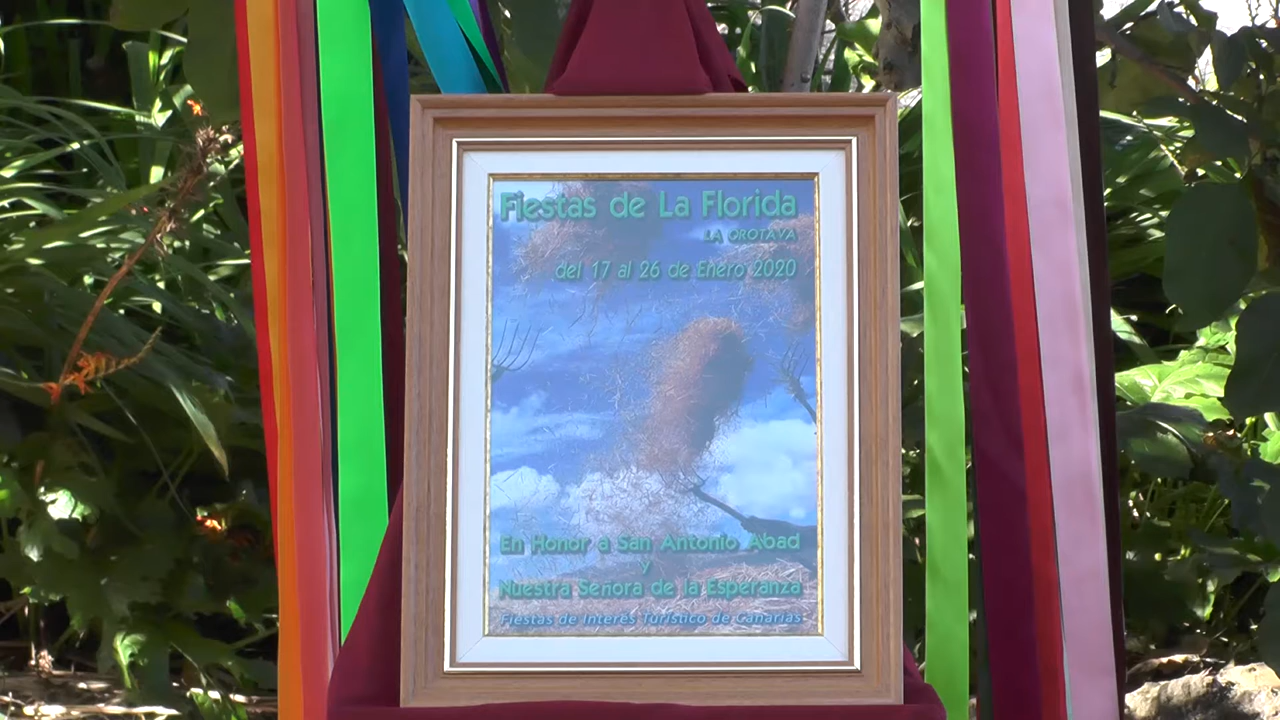 Fiestas de La Florida
LA OROTAVA
del 17 al 26 de Enero 2020
En Honor a San Antonio Abad
y
Nuestra Señora de la Esperanza
Fiestas de Interés Turístico de Canarias